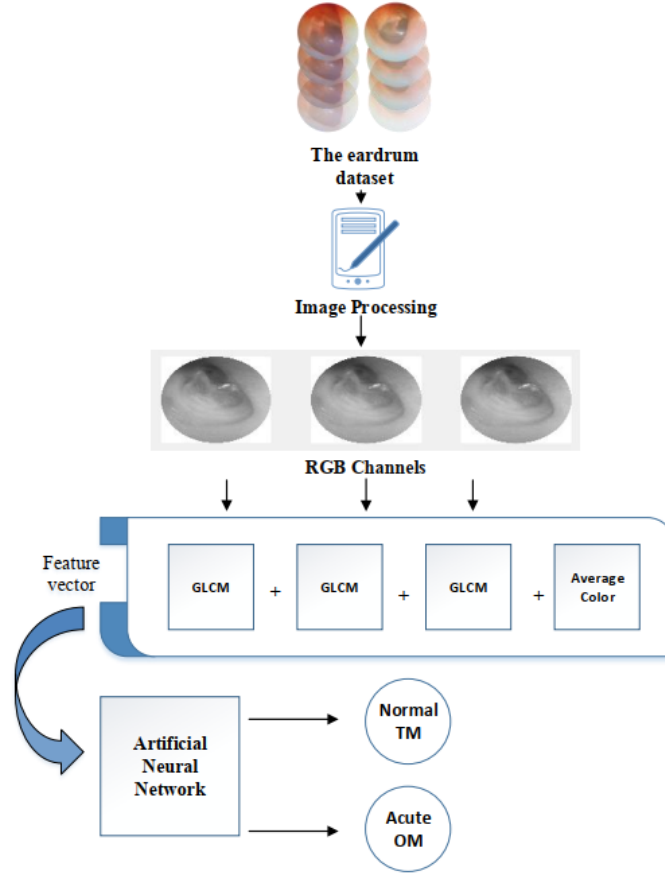 The eardrum
dataset
Image Processing
RGB Channels
Feature
vector
GLCM
+
GLCM
+
GLCM
+
Average
Color
Artificial
Neural
Network
Normal
TM
Acute
OM